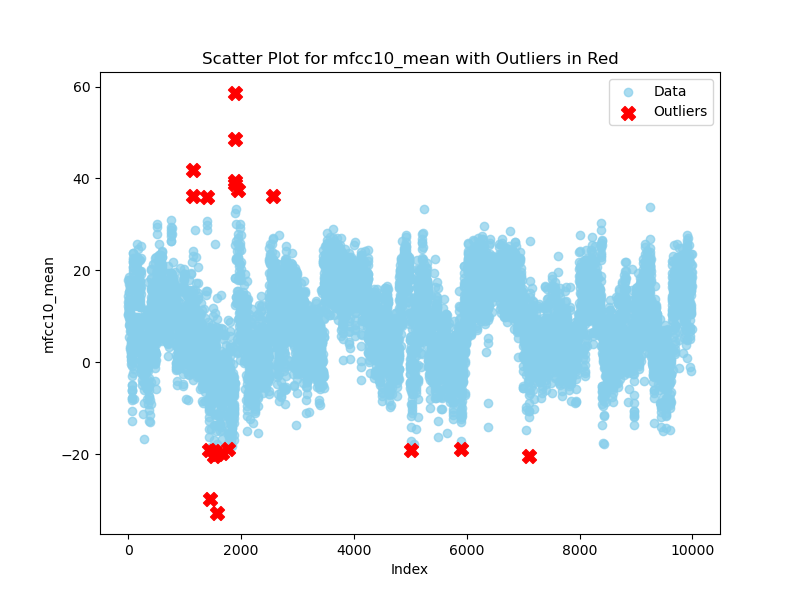 Scatter Plot for mfcc10_mean with Outliers in Red
Data
Outliers
60
40
20
0
−20
mfcc10_mean
0
2000
4000
6000
8000
10000
Index